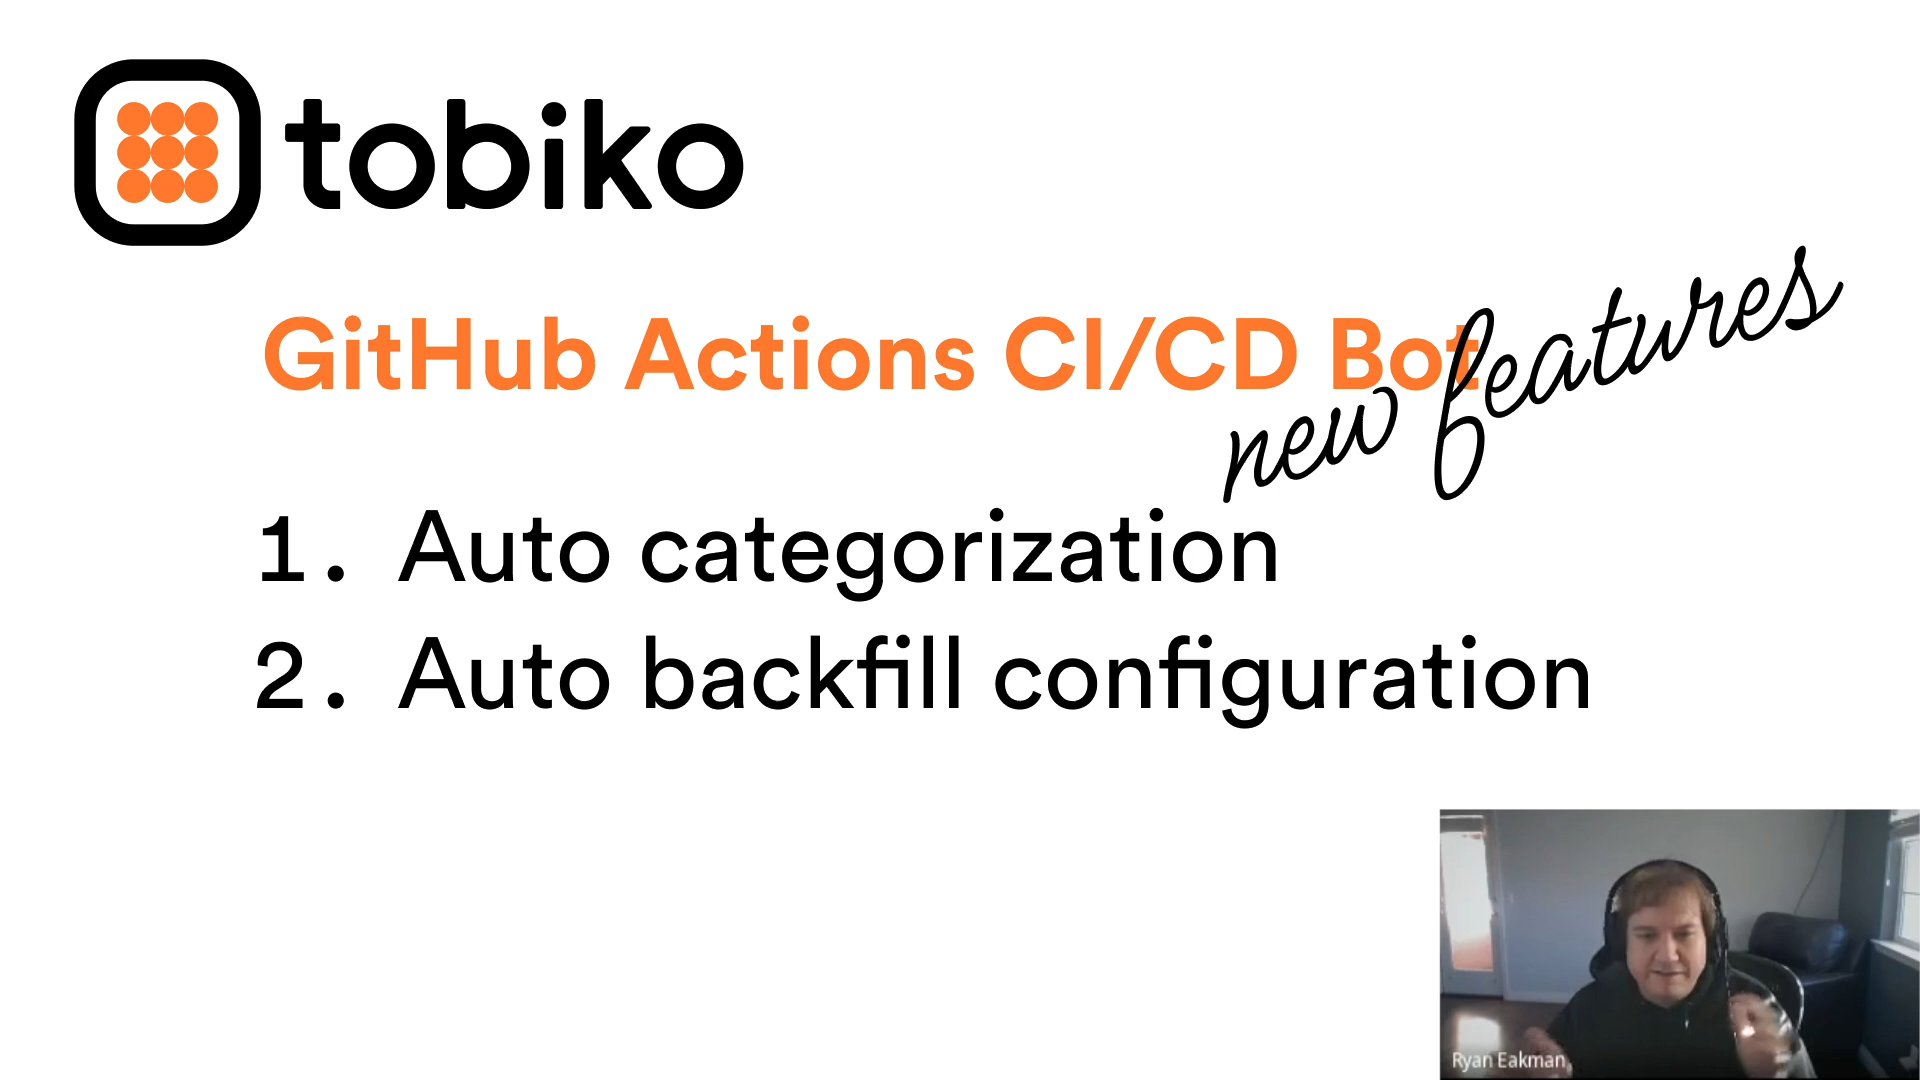 tobiko
GitHub Actions CI/CD Bot
new features
1. Auto categorization
2. Auto backfill configuration
Ryan Eakman